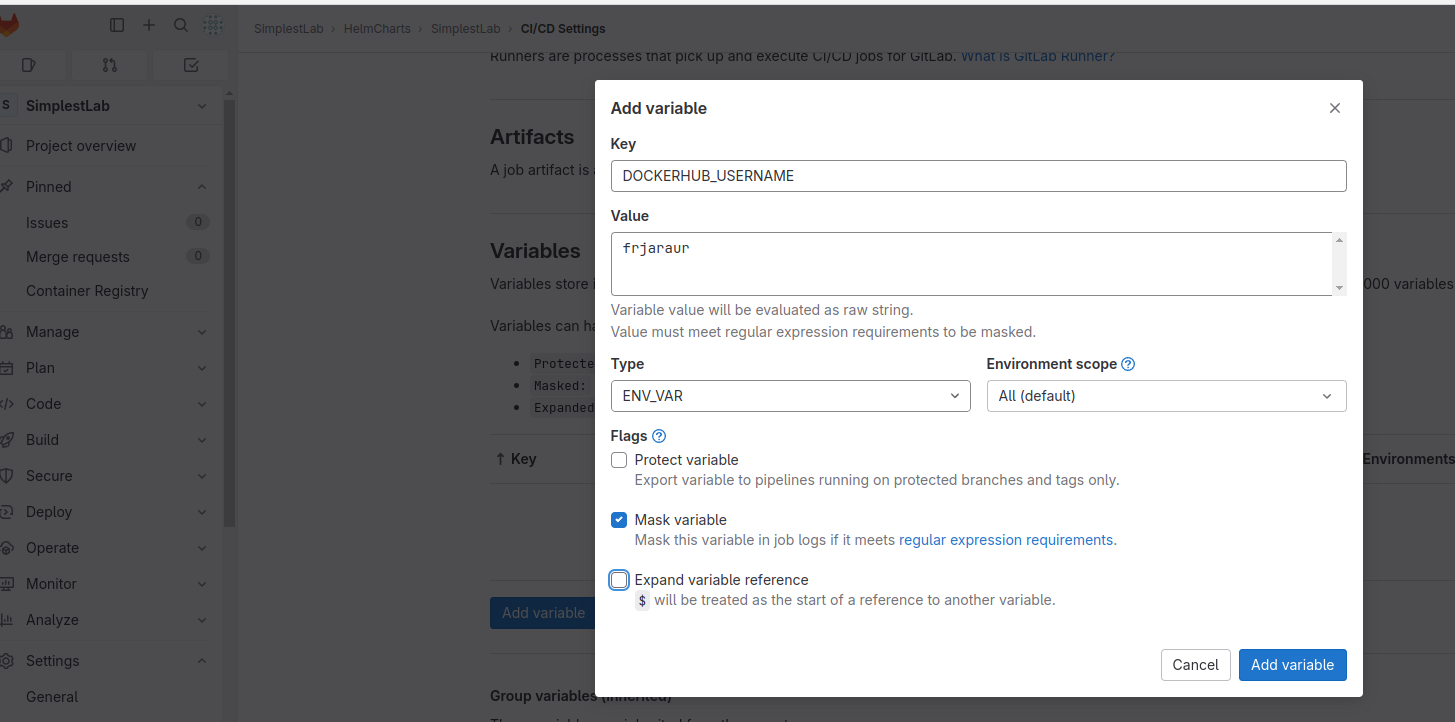 SimplestLab › HelmCharts › SimplestLab › CI/CD Settings
Runners are processes that pick up and execute CI/CD jobs for GitLab. What is GitLab Runner?
S SimplestLab
Project overview
Pinned
Issues 0
Merge requests 0
Container Registry
Manage
Plan
Code
Build
Secure
Deploy
Operate
Monitor
Analyze
Settings
General
Artifacts
A job artifact is
Variables
Variables store
000 variables
Variables can
Protecte
Masked:
Expanded
↑ Key
Environments
Add variable
Group variables (inherited)
Add variable
Key
DOCKERHUB_USERNAME
Value
frjaraur
Variable value will be evaluated as raw string.
Value must meet regular expression requirements to be masked.
Type Environment scope
ENV_VAR All (default)
Flags
Protect variable
Export variable to pipelines running on protected branches and tags only.
Mask variable
Mask this variable in job logs if it meets regular expression requirements.
Expand variable reference
$ will be treated as the start of a reference to another variable.
Cancel Add variable